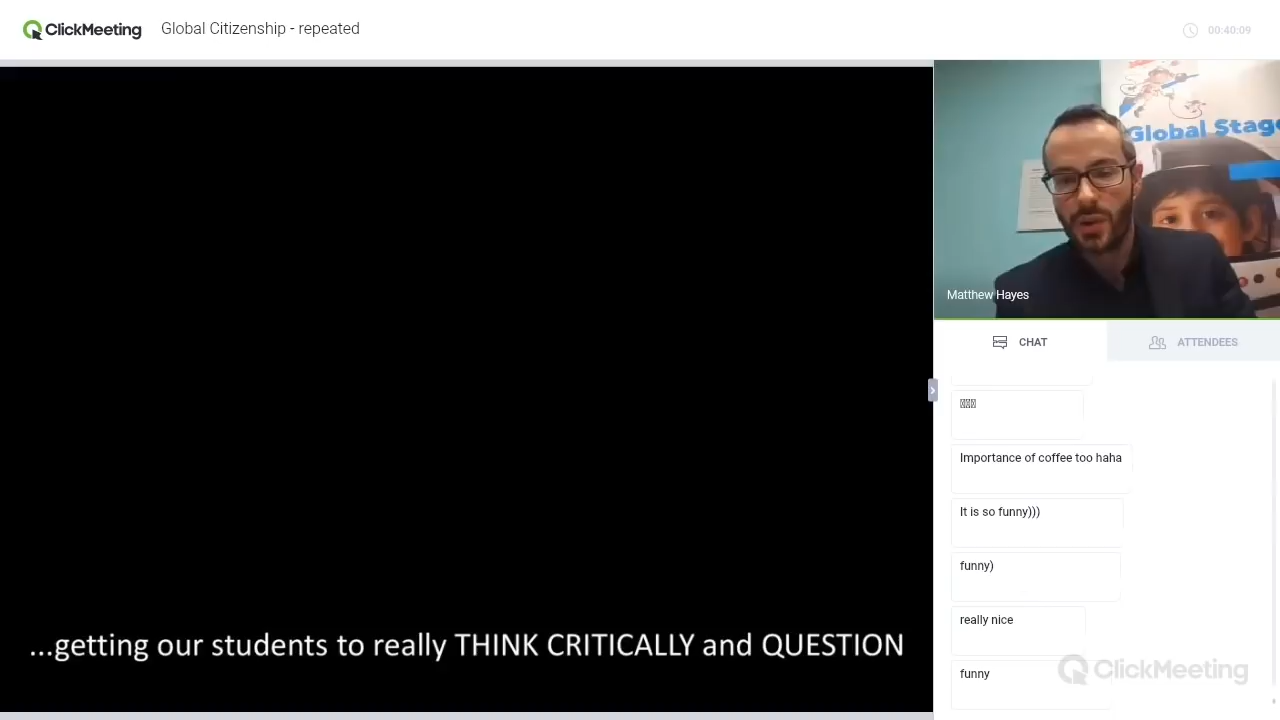 ClickMeeting
Global Citizenship - repeated
00:40:09
Global Stage
Matthew Hayes
CHAT
ATTENDEES
Importance of coffee too haha
It is so funny)))
funny)
really nice
funny
ClickMeeting
...getting our students to really THINK CRITICALLY and QUESTION